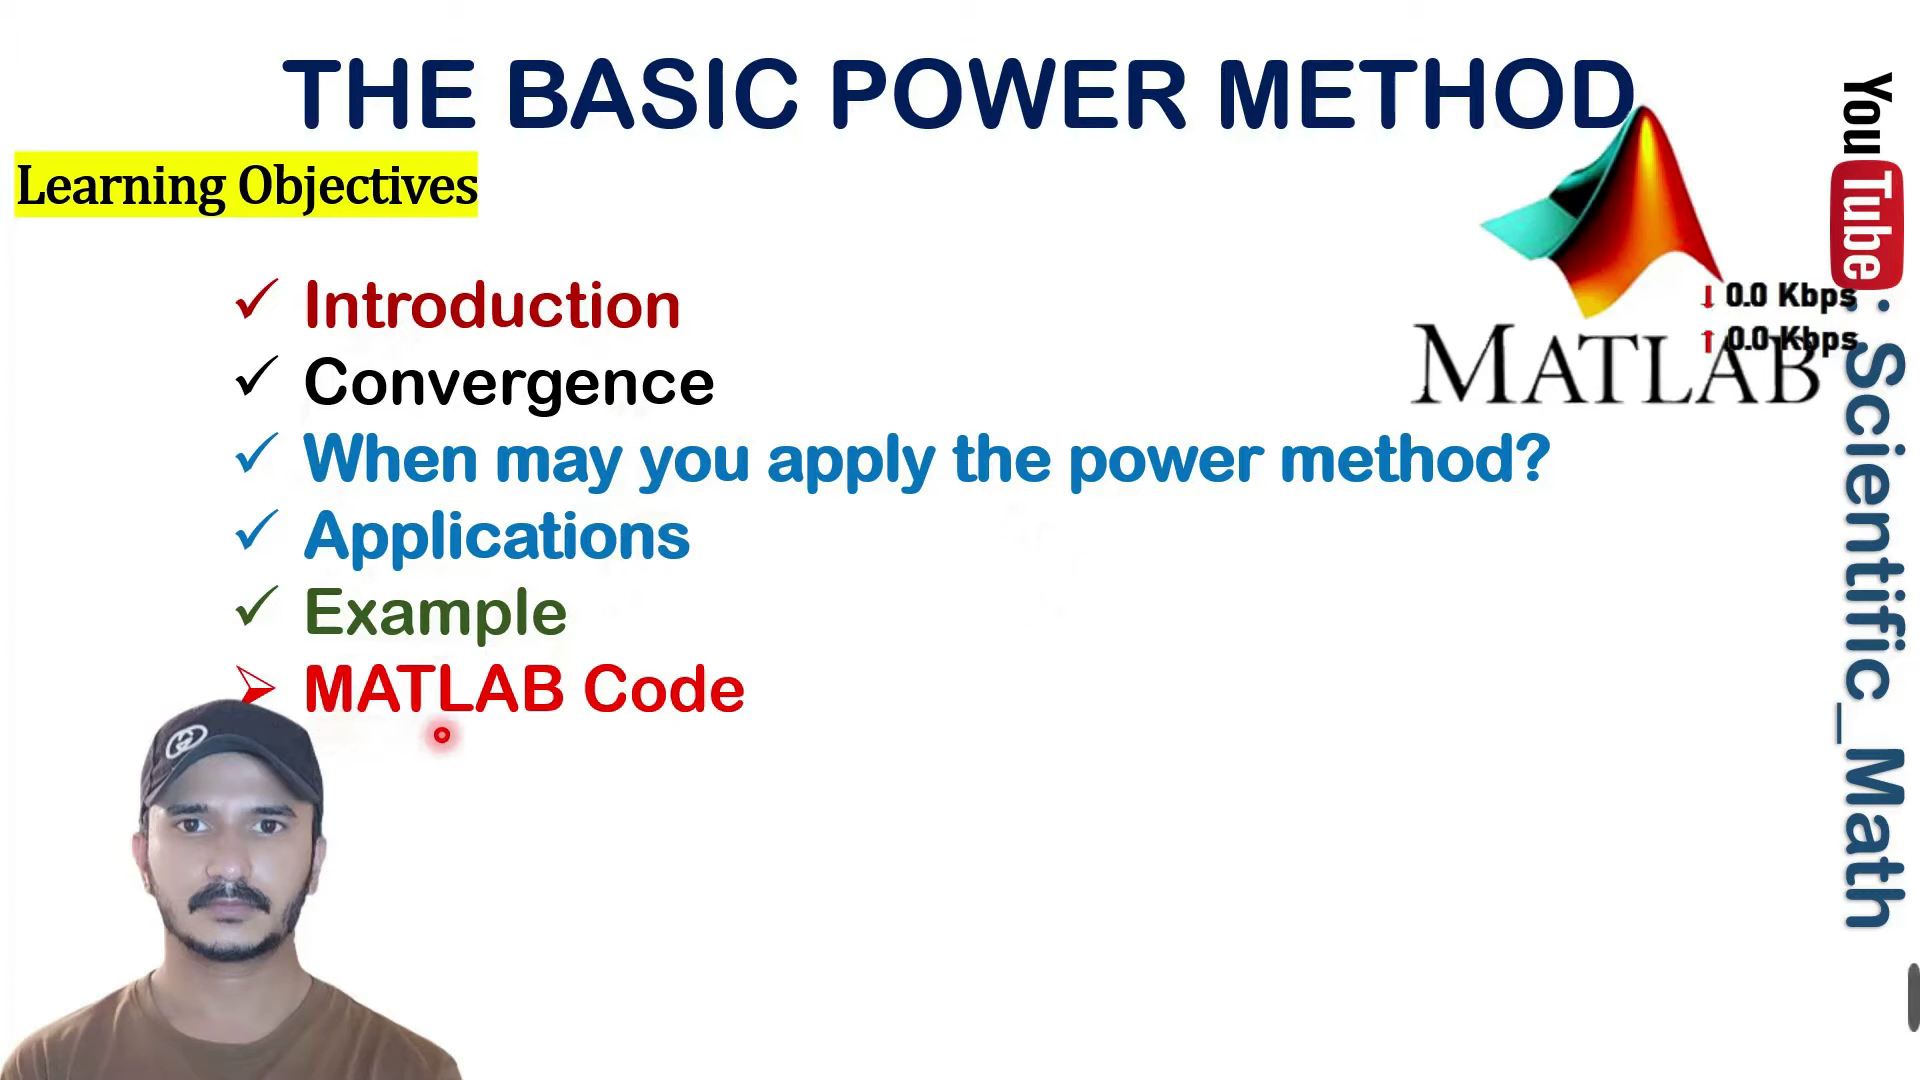 THE BASIC POWER METHOD
Learning Objectives
Introduction
Convergence
When may you apply the power method?
Applications
Example
MATLAB Code
MATLAB
↓ 0.0 Kbps
↑ 0.0 Kbps
YouTube: Scientific_Math